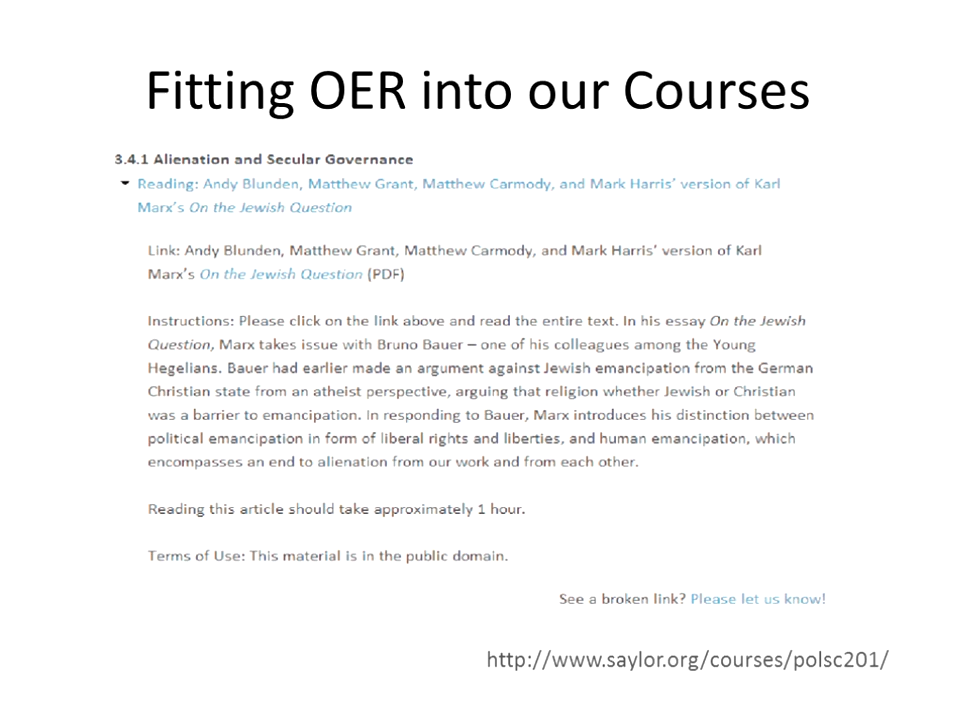 Fitting OER into our Courses
3.4.1 Alienation and Secular Governance
Reading: Andy Blunden, Matthew Grant, Matthew Carmody, and Mark Harris’ version of Karl
Marx’s On the Jewish Question
Link: Andy Blunden, Matthew Grant, Matthew Carmody, and Mark Harris’ version of Karl
Marx’s On the Jewish Question (PDF)
Instructions: Please click on the link above and read the entire text. In his essay On the Jewish
Question, Marx takes issue with Bruno Bauer – one of his colleagues among the Young
Hegelians. Bauer had earlier made an argument against Jewish emancipation from the German
Christian state from an atheist perspective, arguing that religion whether Jewish or Christian
was a barrier to emancipation. In responding to Bauer, Marx introduces his distinction between
political emancipation in form of liberal rights and liberties, and human emancipation, which
encompasses an end to alienation from our work and from each other.
Reading this article should take approximately 1 hour.
Terms of Use: This material is in the public domain.
See a broken link? Please let us know!
http://www.saylor.org/courses/polsc201/